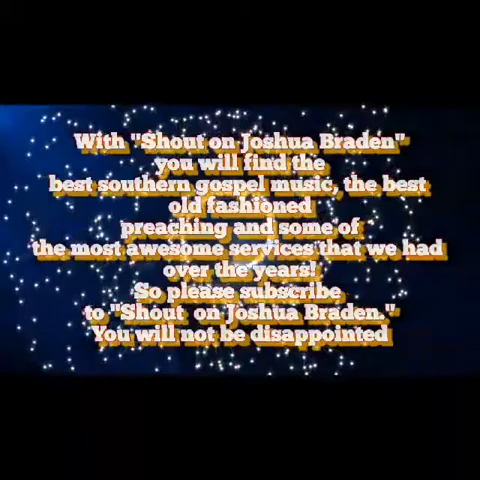 With "Shout on Joshua Braden"
you will find the
best southern gospel music, the best
old fashioned
preaching and some of
the most awesome services that we had
over the years!
So please subscribe
to "Shout on Joshua Braden."
You will not be disappointed